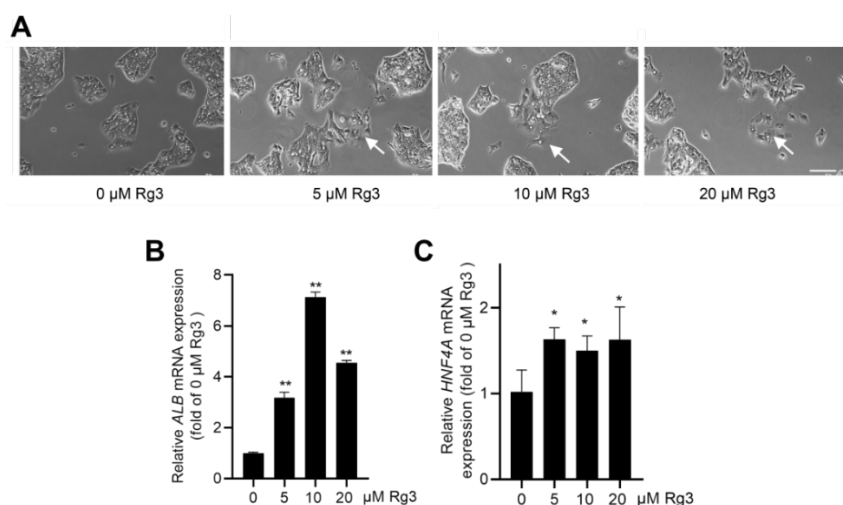 A
0 µM Rg3
5 µM Rg3
10 µM Rg3
20 µM Rg3
B
Relative ALB mRNA expression
(fold of 0 µM Rg3)
8
6
4
2
0
**
**
**
0 5 10 20 µM Rg3
C
Relative HNF4A mRNA
expression (fold of 0 µM Rg3 )
2
1
0
*
*
*
0 5 10 20 µM Rg3